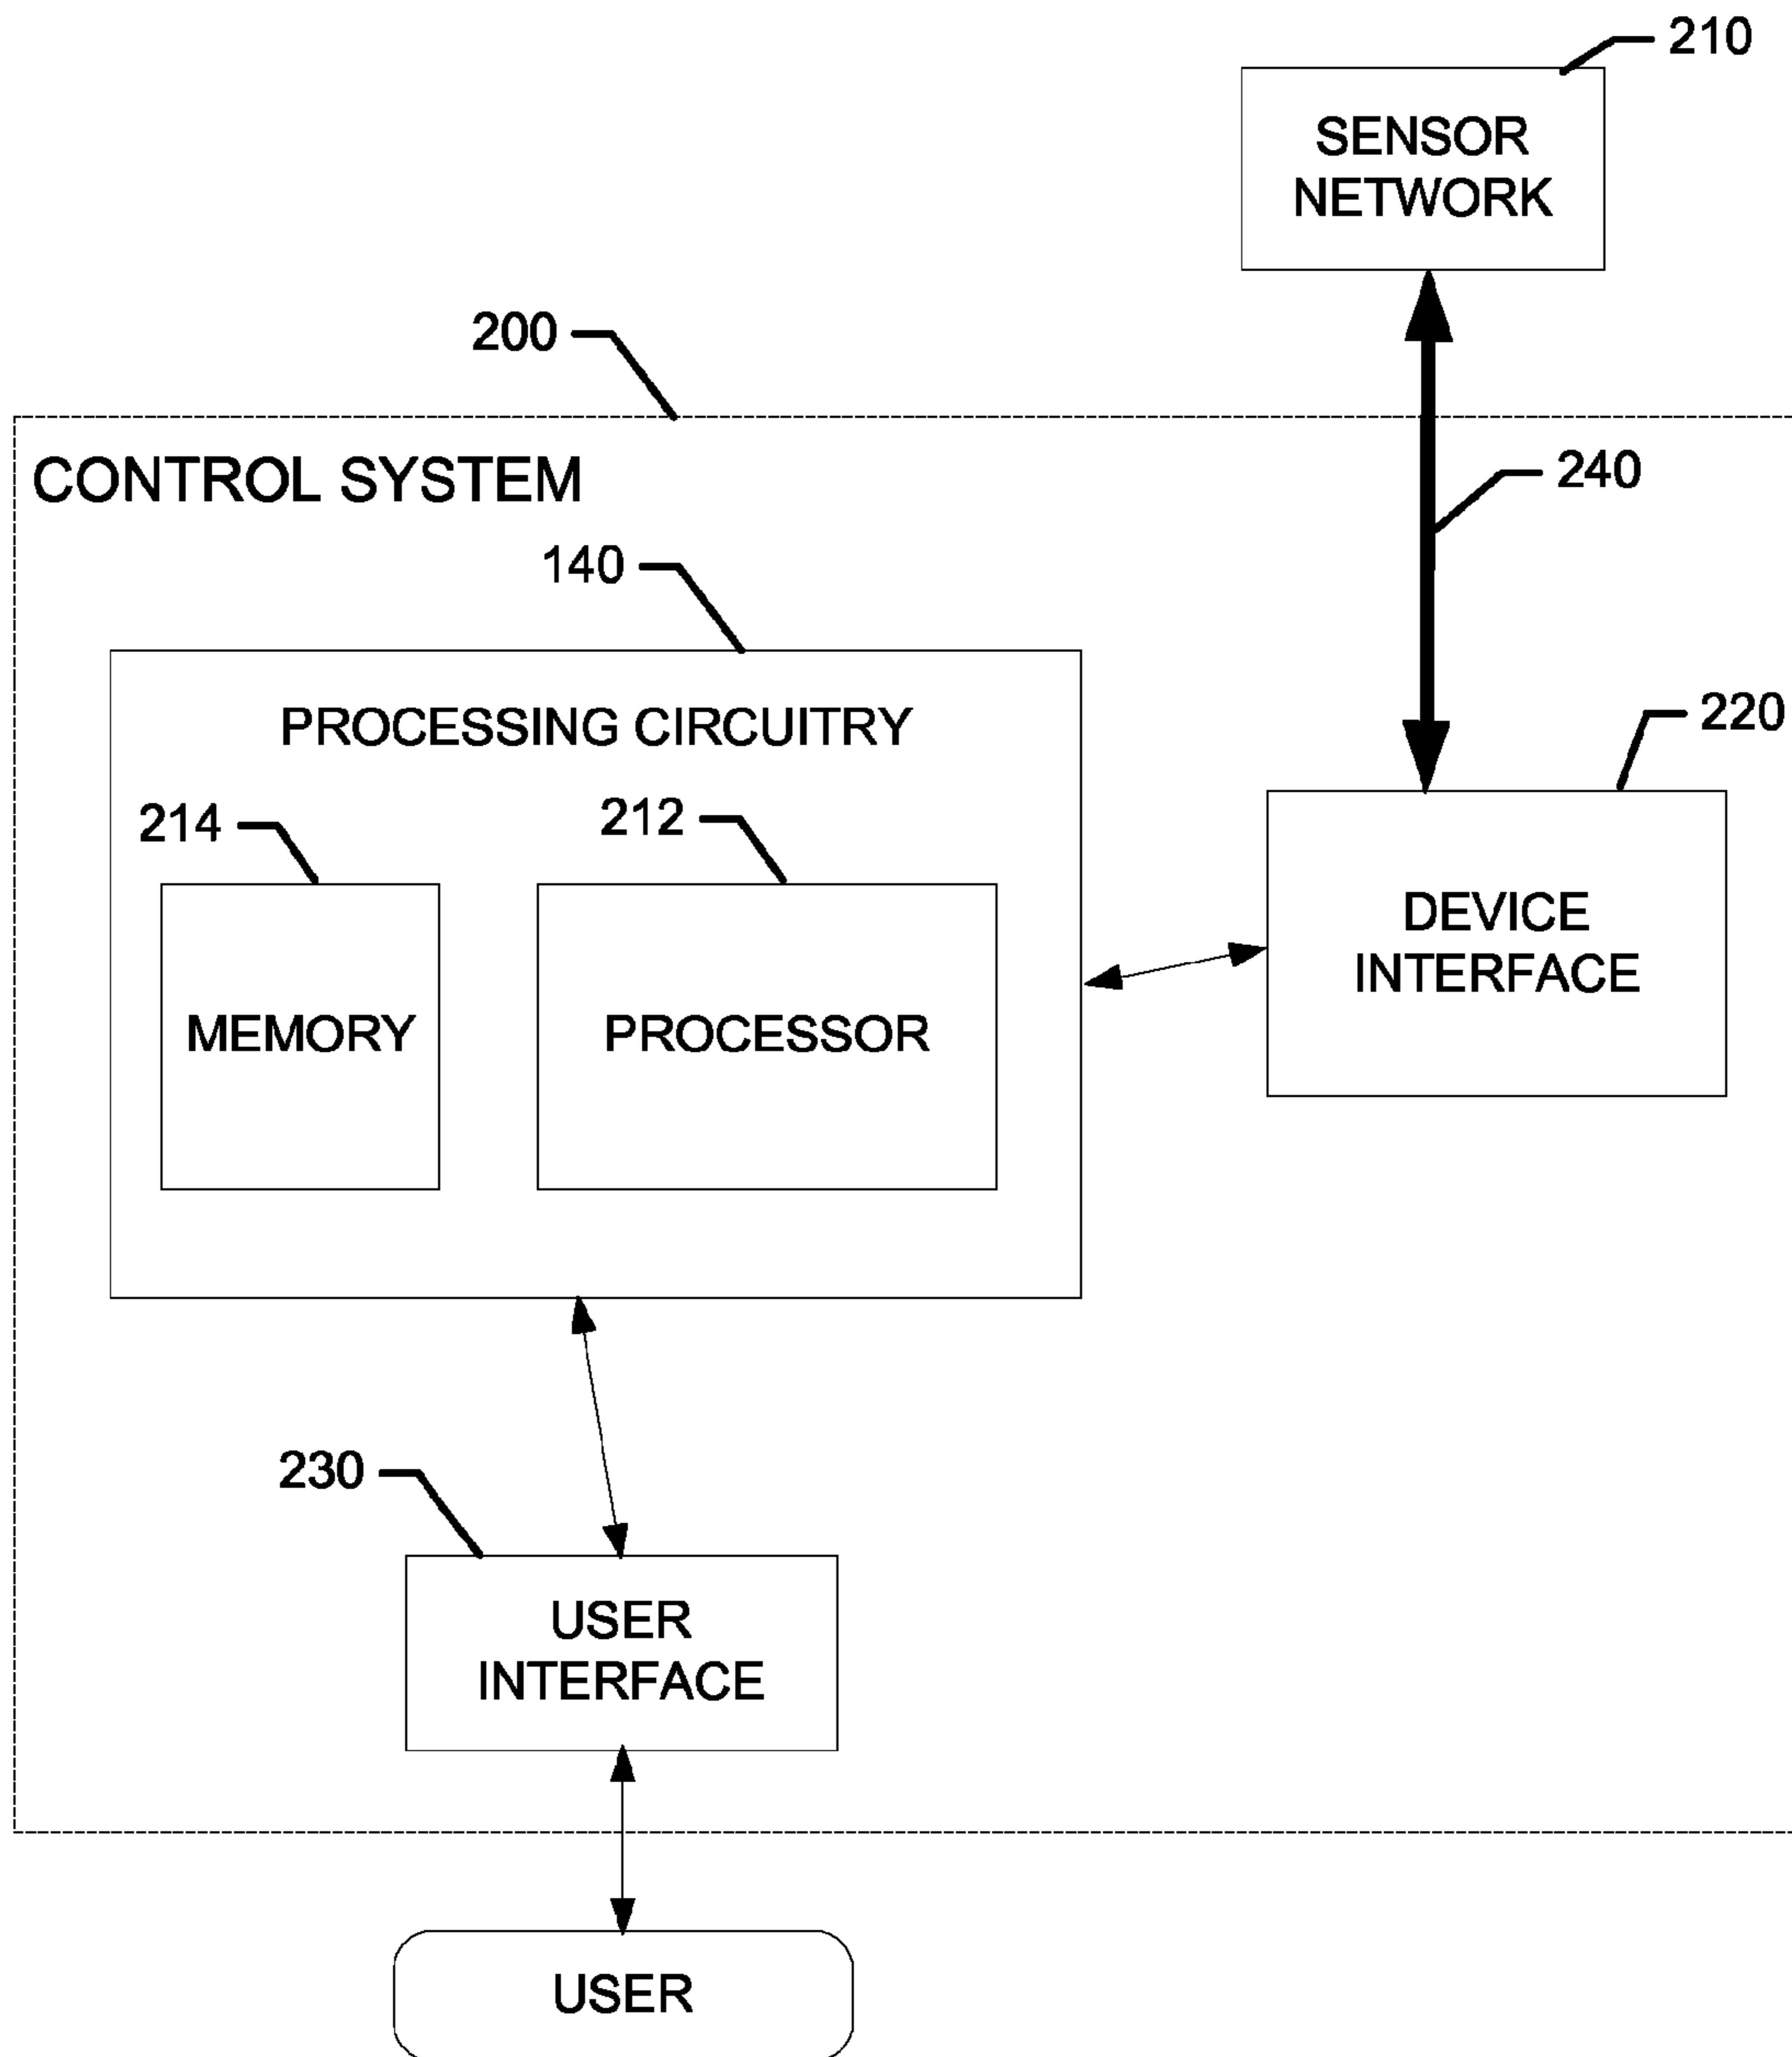 210
SENSOR
NETWORK
200
CONTROL SYSTEM
240
140
PROCESSING CIRCUITRY
220
214
212
DEVICE
INTERFACE
MEMORY
PROCESSOR
230
USER
INTERFACE
USER